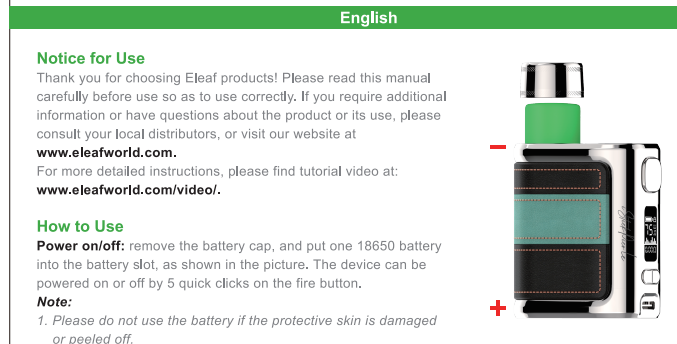 English
Notice for Use
Thank you for choosing Eleaf products! Please read this manual
carefully before use so as to use correctly. If you require additional
information or have questions about the product or its use, please
consult your local distributors, or visit our website at
www.eleafworld.com.
For more detailed instructions, please find tutorial video at:
www.eleafworld.com/video/.
How to Use
Power on/off: remove the battery cap, and put one 18650 battery
into the battery slot, as shown in the picture. The device can be
powered on or off by 5 quick clicks on the fire button.
Note:
1. Please do not use the battery if the protective skin is damaged
or peeled off.
−
+